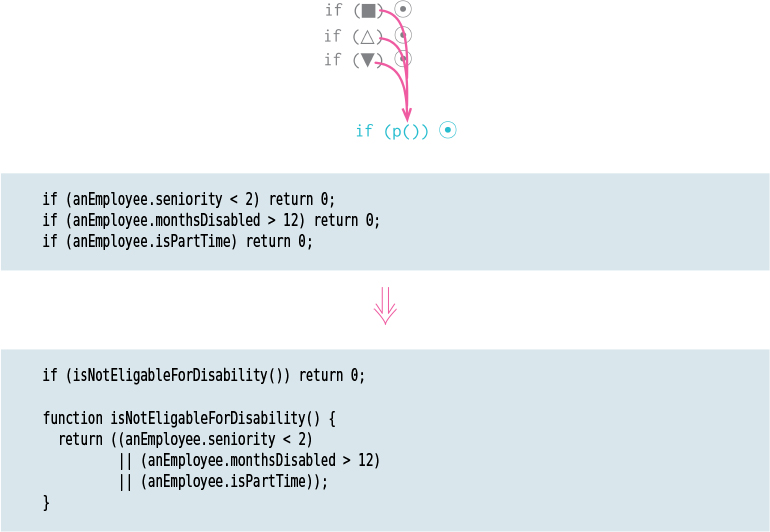 if (■) ⊙
if (△) ⊙
if (▼) ⊙
if (p()) ⊙
if (anEmployee.seniority < 2) return 0;
if (anEmployee.monthsDisabled > 12) return 0;
if (anEmployee.isPartTime) return 0;
if (isNotEligableForDisability()) return 0;
function isNotEligableForDisability() {
return ((anEmployee.seniority < 2)
|| (anEmployee.monthsDisabled > 12)
|| (anEmployee.isPartTime));
}